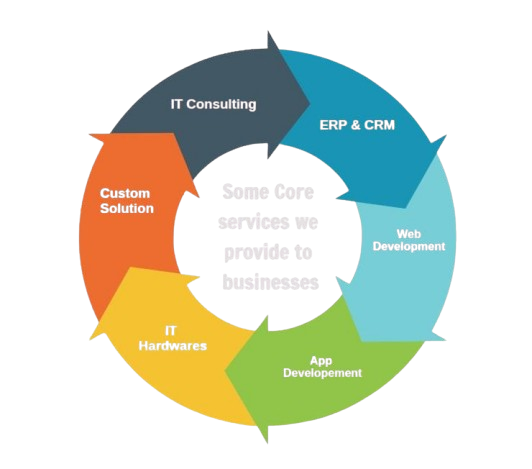 IT Consulting
ERP & CRM
Custom
Solution
Some Core
services we
provide to
businesses
Web
Development
IT
Hardwares
App
Developement